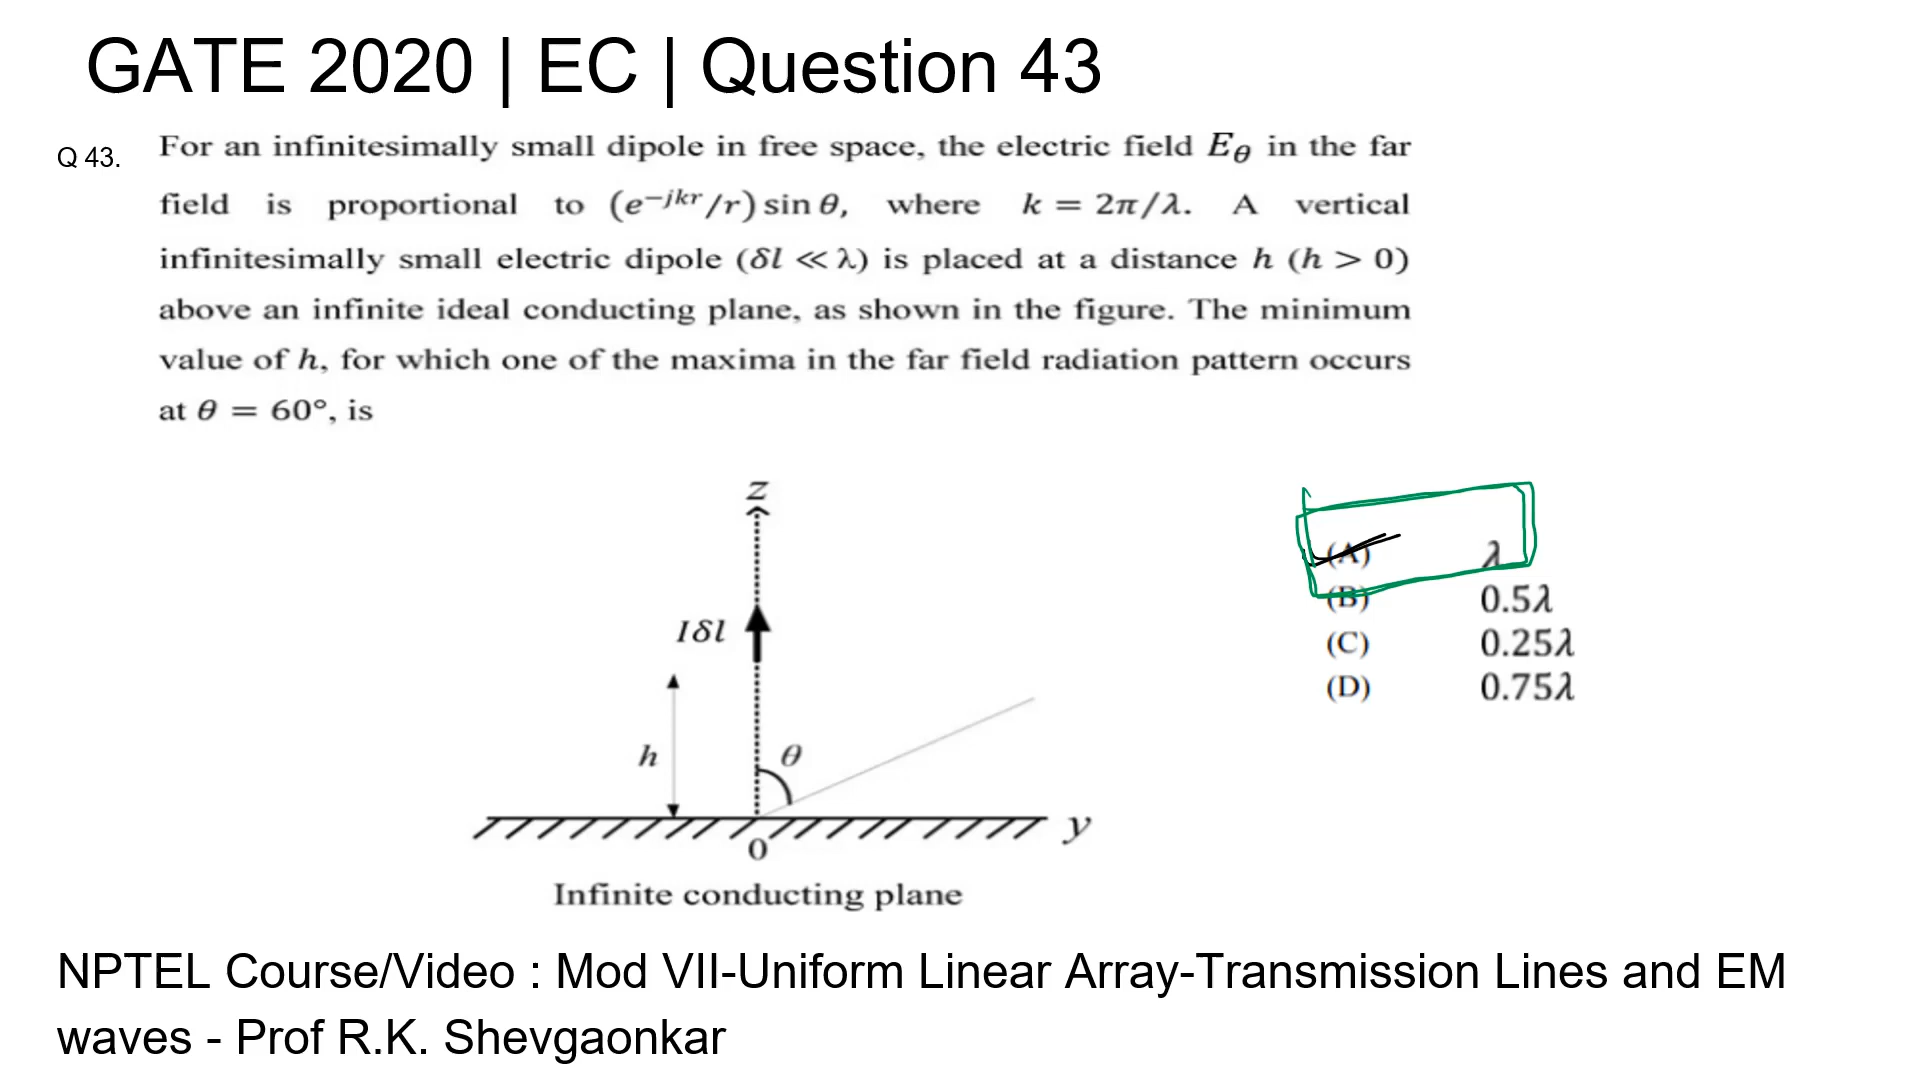 GATE 2020 | EC | Question 43
Q 43. For an infinitesimally small dipole in free space, the electric field E_θ in the far
field is proportional to (e^{-jkr}/r) sin θ, where k = 2π/λ. A vertical
infinitesimally small electric dipole (δl ≪ λ) is placed at a distance h (h > 0)
above an infinite ideal conducting plane, as shown in the figure. The minimum
value of h, for which one of the maxima in the far field radiation pattern occurs
at θ = 60°, is
z
Iδl
h
θ
y
0
Infinite conducting plane
(A) λ
(B) 0.5λ
(C) 0.25λ
(D) 0.75λ
NPTEL Course/Video : Mod VII-Uniform Linear Array-Transmission Lines and EM
waves - Prof R.K. Shevgaonkar